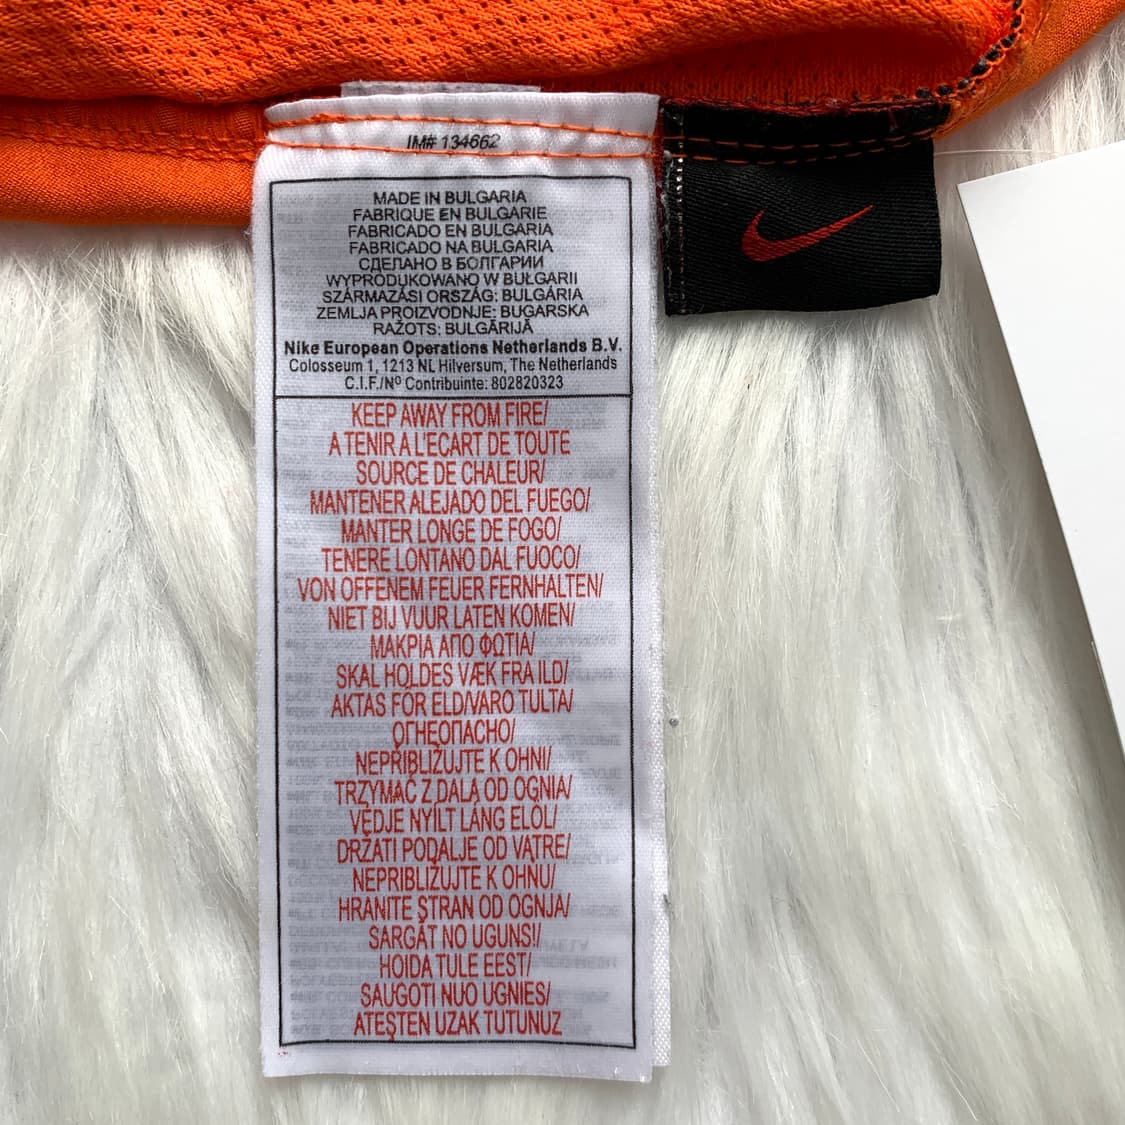 IM# 134662
MADE IN BULGARIA
FABRIQUE EN BULGARIE
FABRICADO EN BULGARIA
FABRICADO NA BULGARIA
СДЕЛАНО В БОЛГАРИИ
WYPRODUKOWANO W BUŁGARII
SZÁRMAZÁSI ORSZÁG: BULGÁRIA
ZEMLJA PROIZVODNJE: BUGARSKA
RAŽOTS: BULGĀRIJĀ
Nike European Operations Netherlands B.V.
Colosseum 1, 1213 NL Hilversum, The Netherlands
C.I.F./Nº Contribuinte: 802820323
KEEP AWAY FROM FIRE/
A TENIR A L'ECART DE TOUTE
SOURCE DE CHALEUR/
MANTENER ALEJADO DEL FUEGO/
MANTER LONGE DE FOGO/
TENERE LONTANO DAL FUOCO/
VON OFFENEM FEUER FERNHALTEN/
NIET BIJ VUUR LATEN KOMEN/
ΜΑΚΡΙΑ ΑΠΟ ΦΩΤΙΑ/
SKAL HOLDES VÆK FRA ILD/
AKTAS FÖR ELD/VARO TULTA/
ОГНЕОПАСНО/
NEPŘIBLIŽUJTE K OHNI/
TRZYMAĆ Z DALA OD OGNIA/
VÉDJE NYÍLT LÁNG ELŐL/
DRŽATI PODALJE OD VATRE/
NEPRIBLIŽUJTE K OHŇU/
HRANITE STRAN OD OGNJA/
SARGĀT NO UGUNS!/
HOIDA TULE EEST/
SAUGOTI NUO UGNIES/
ATEŞTEN UZAK TUTUNUZ